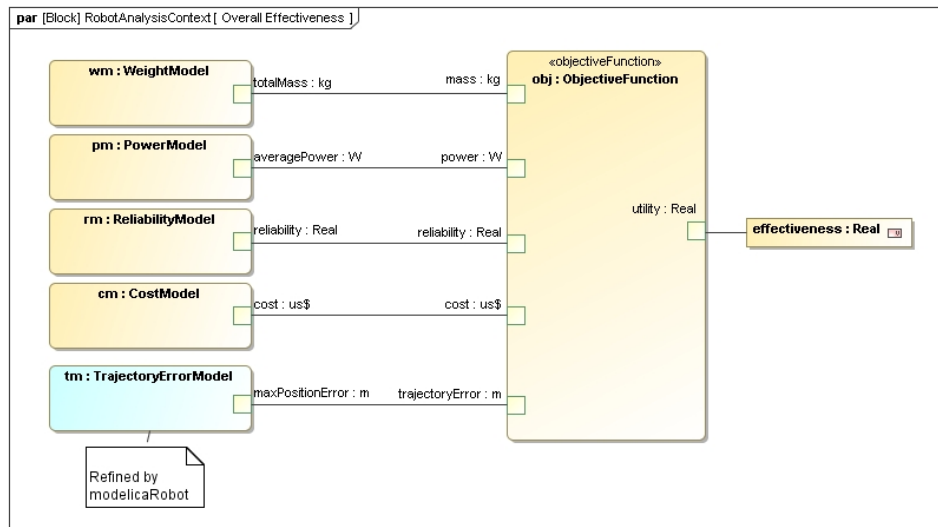 par [Block] RobotAnalysisContext [ Overall Effectiveness ]
«objectiveFunction»
obj : ObjectiveFunction
wm : WeightModel
totalMass : kg
mass : kg
pm : PowerModel
averagePower : W
power : W
rm : ReliabilityModel
reliability : Real
reliability : Real
utility : Real
effectiveness : Real
cm : CostModel
cost : us$
cost : us$
tm : TrajectoryErrorModel
maxPositionError : m
trajectoryError : m
Refined by
modelicaRobot